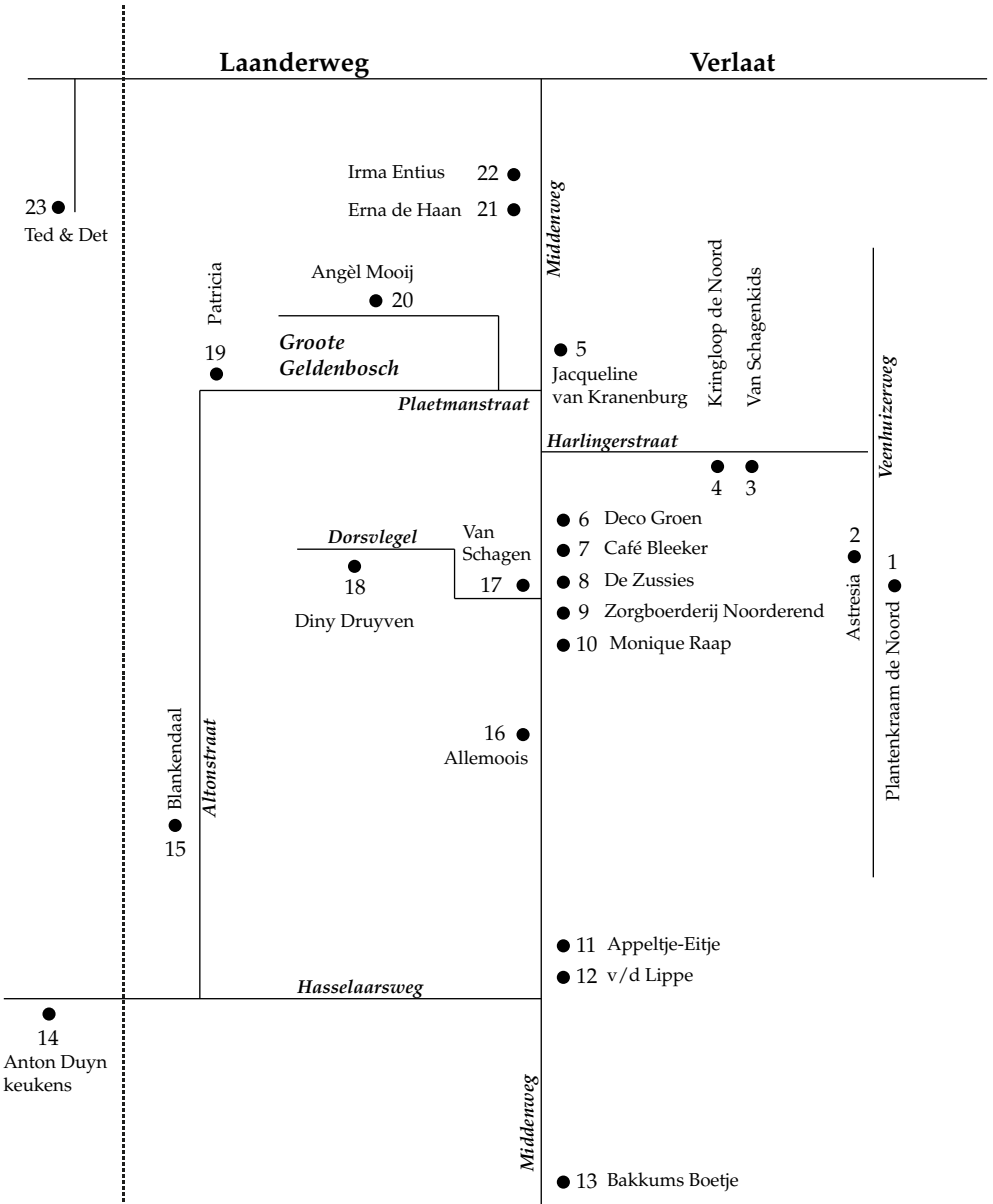 Laanderweg
Verlaat
Irma Entius 22
Erna de Haan 21
Middenweg
23
Ted & Det
Patricia
19
Angèl Mooij
20
Groote
Geldenbosch
Plaetmanstraat
5
Jacqueline
van Kranenburg
Kringloop de Noord
4
Van Schagenkids
3
Harlingerstraat
Veenhuizerweg
6 Deco Groen
7 Café Bleeker
8 De Zussies
9 Zorgboerderij Noorderend
10 Monique Raap
2
Astresia
1
Plantenkraam de Noord
Dorsvlegel
18
Diny Druyven
Van
Schagen
17
16
Allemoois
Blankendaal
15
Altonstraat
11 Appeltje-Eitje
12 v/d Lippe
Hasselaarsweg
14
Anton Duyn
keukens
Middenweg
13 Bakkums Boetje